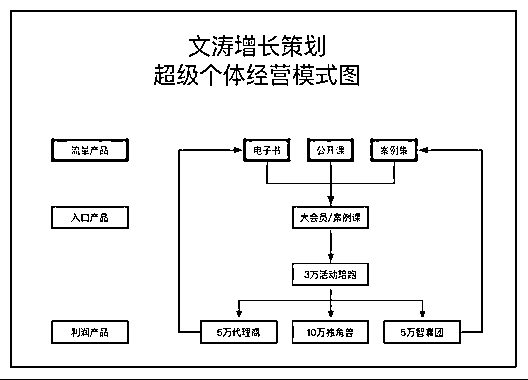 文涛增长策划
超级个体经营模式图
流量产品
电子书
公开课
案例集
入口产品
大会员/案例课
3万活动陪跑
利润产品
5万代理商
10万独角兽
5万智囊团